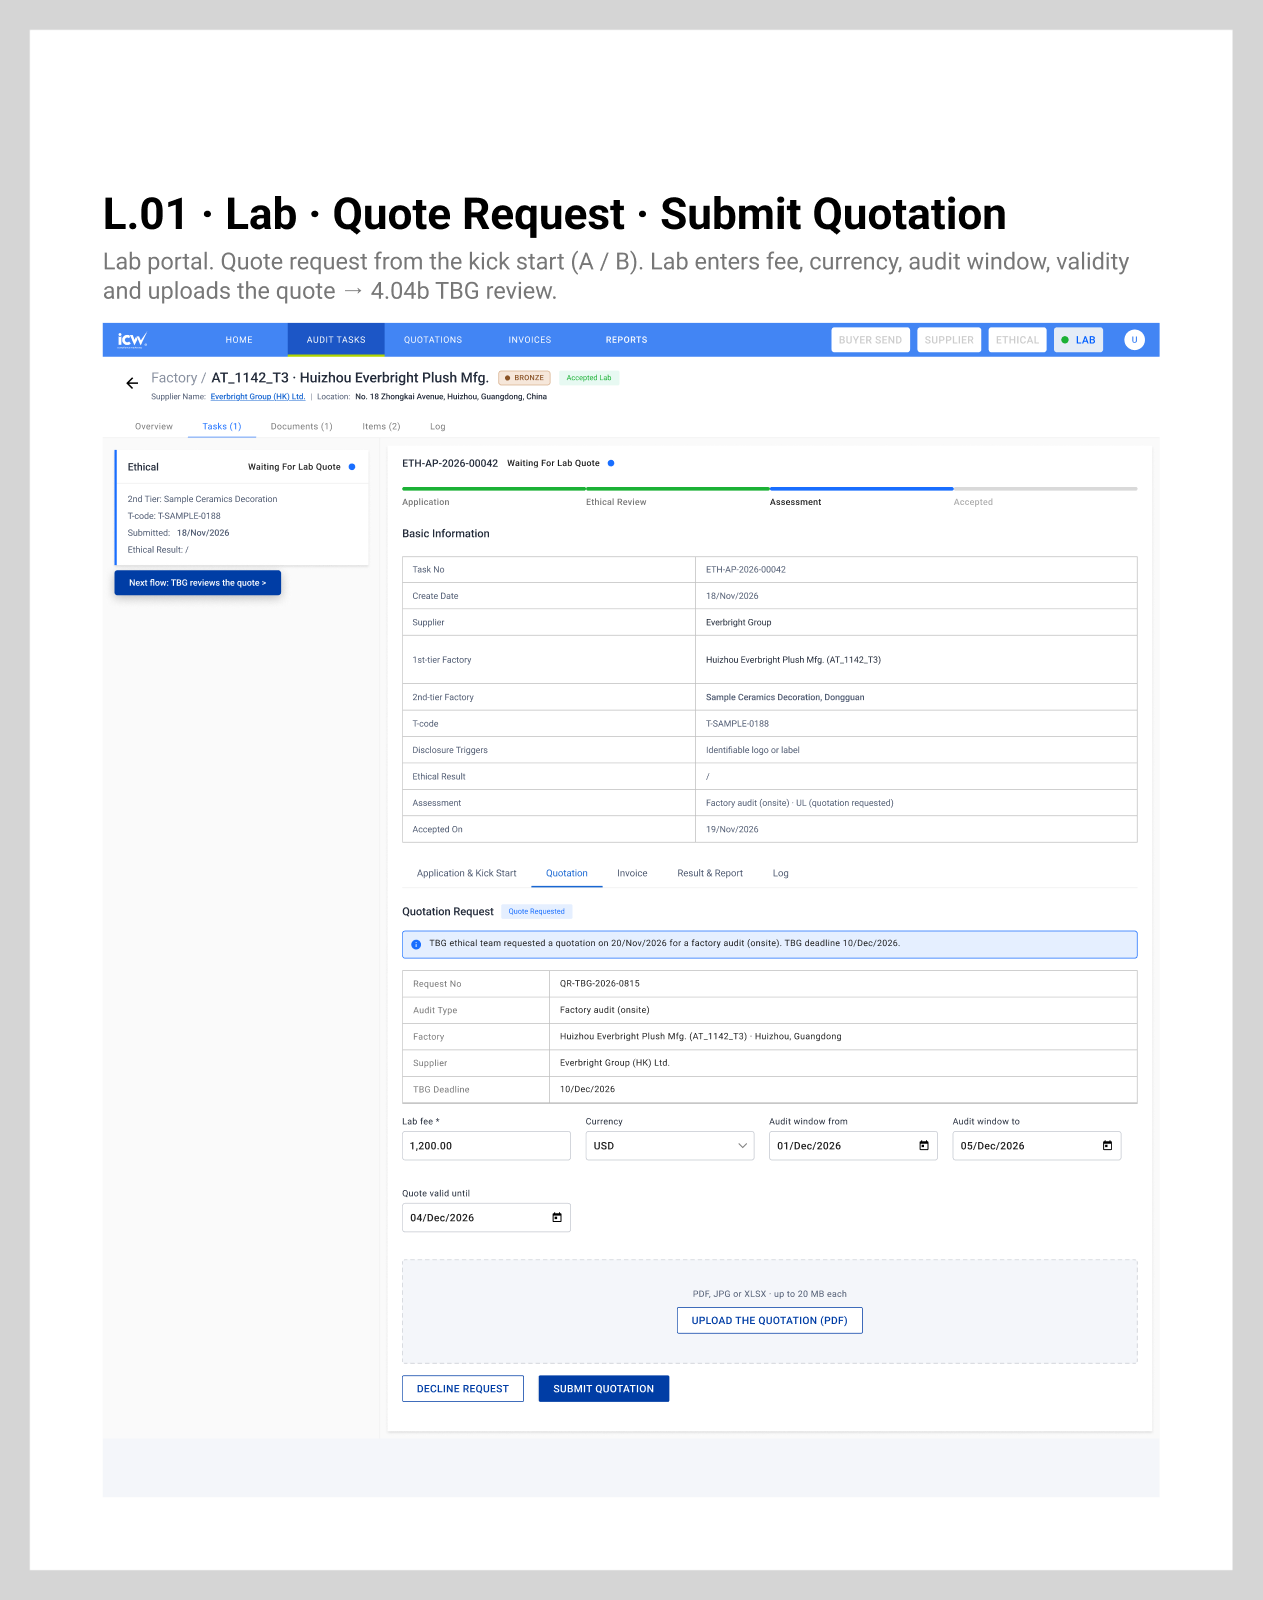 L.01 · Lab · Quote Request · Submit Quotation
Lab portal. Quote request from the kick start (A / B). Lab enters fee, currency, audit window, validity
and uploads the quote → 4.04b TBG review.
icw HOME AUDIT TASKS QUOTATIONS INVOICES REPORTS BUYER SEND SUPPLIER ETHICAL LAB U
Factory / AT_1142_T3 · Huizhou Everbright Plush Mfg. BRONZE Accepted Lab
Supplier Name: Everbright Group (HK) Ltd. | Location: No. 18 Zhongkai Avenue, Huizhou, Guangdong, China
Overview Tasks (1) Documents (1) Items (2) Log
Ethical Waiting For Lab Quote
2nd Tier: Sample Ceramics Decoration
T-code: T-SAMPLE-0188
Submitted: 18/Nov/2026
Ethical Result: /
Next flow: TBG reviews the quote >
ETH-AP-2026-00042 Waiting For Lab Quote
Application Ethical Review Assessment Accepted
Basic Information
Task No ETH-AP-2026-00042
Create Date 18/Nov/2026
Supplier Everbright Group
1st-tier Factory Huizhou Everbright Plush Mfg. (AT_1142_T3)
2nd-tier Factory Sample Ceramics Decoration, Dongguan
T-code T-SAMPLE-0188
Disclosure Triggers Identifiable logo or label
Ethical Result /
Assessment Factory audit (onsite) · UL (quotation requested)
Accepted On 19/Nov/2026
Application & Kick Start Quotation Invoice Result & Report Log
Quotation Request Quote Requested
TBG ethical team requested a quotation on 20/Nov/2026 for a factory audit (onsite). TBG deadline 10/Dec/2026.
Request No QR-TBG-2026-0815
Audit Type Factory audit (onsite)
Factory Huizhou Everbright Plush Mfg. (AT_1142_T3) · Huizhou, Guangdong
Supplier Everbright Group (HK) Ltd.
TBG Deadline 10/Dec/2026
Lab fee * Currency Audit window from Audit window to
1,200.00 USD 01/Dec/2026 05/Dec/2026
Quote valid until
04/Dec/2026
PDF, JPG or XLSX · up to 20 MB each
UPLOAD THE QUOTATION (PDF)
DECLINE REQUEST SUBMIT QUOTATION